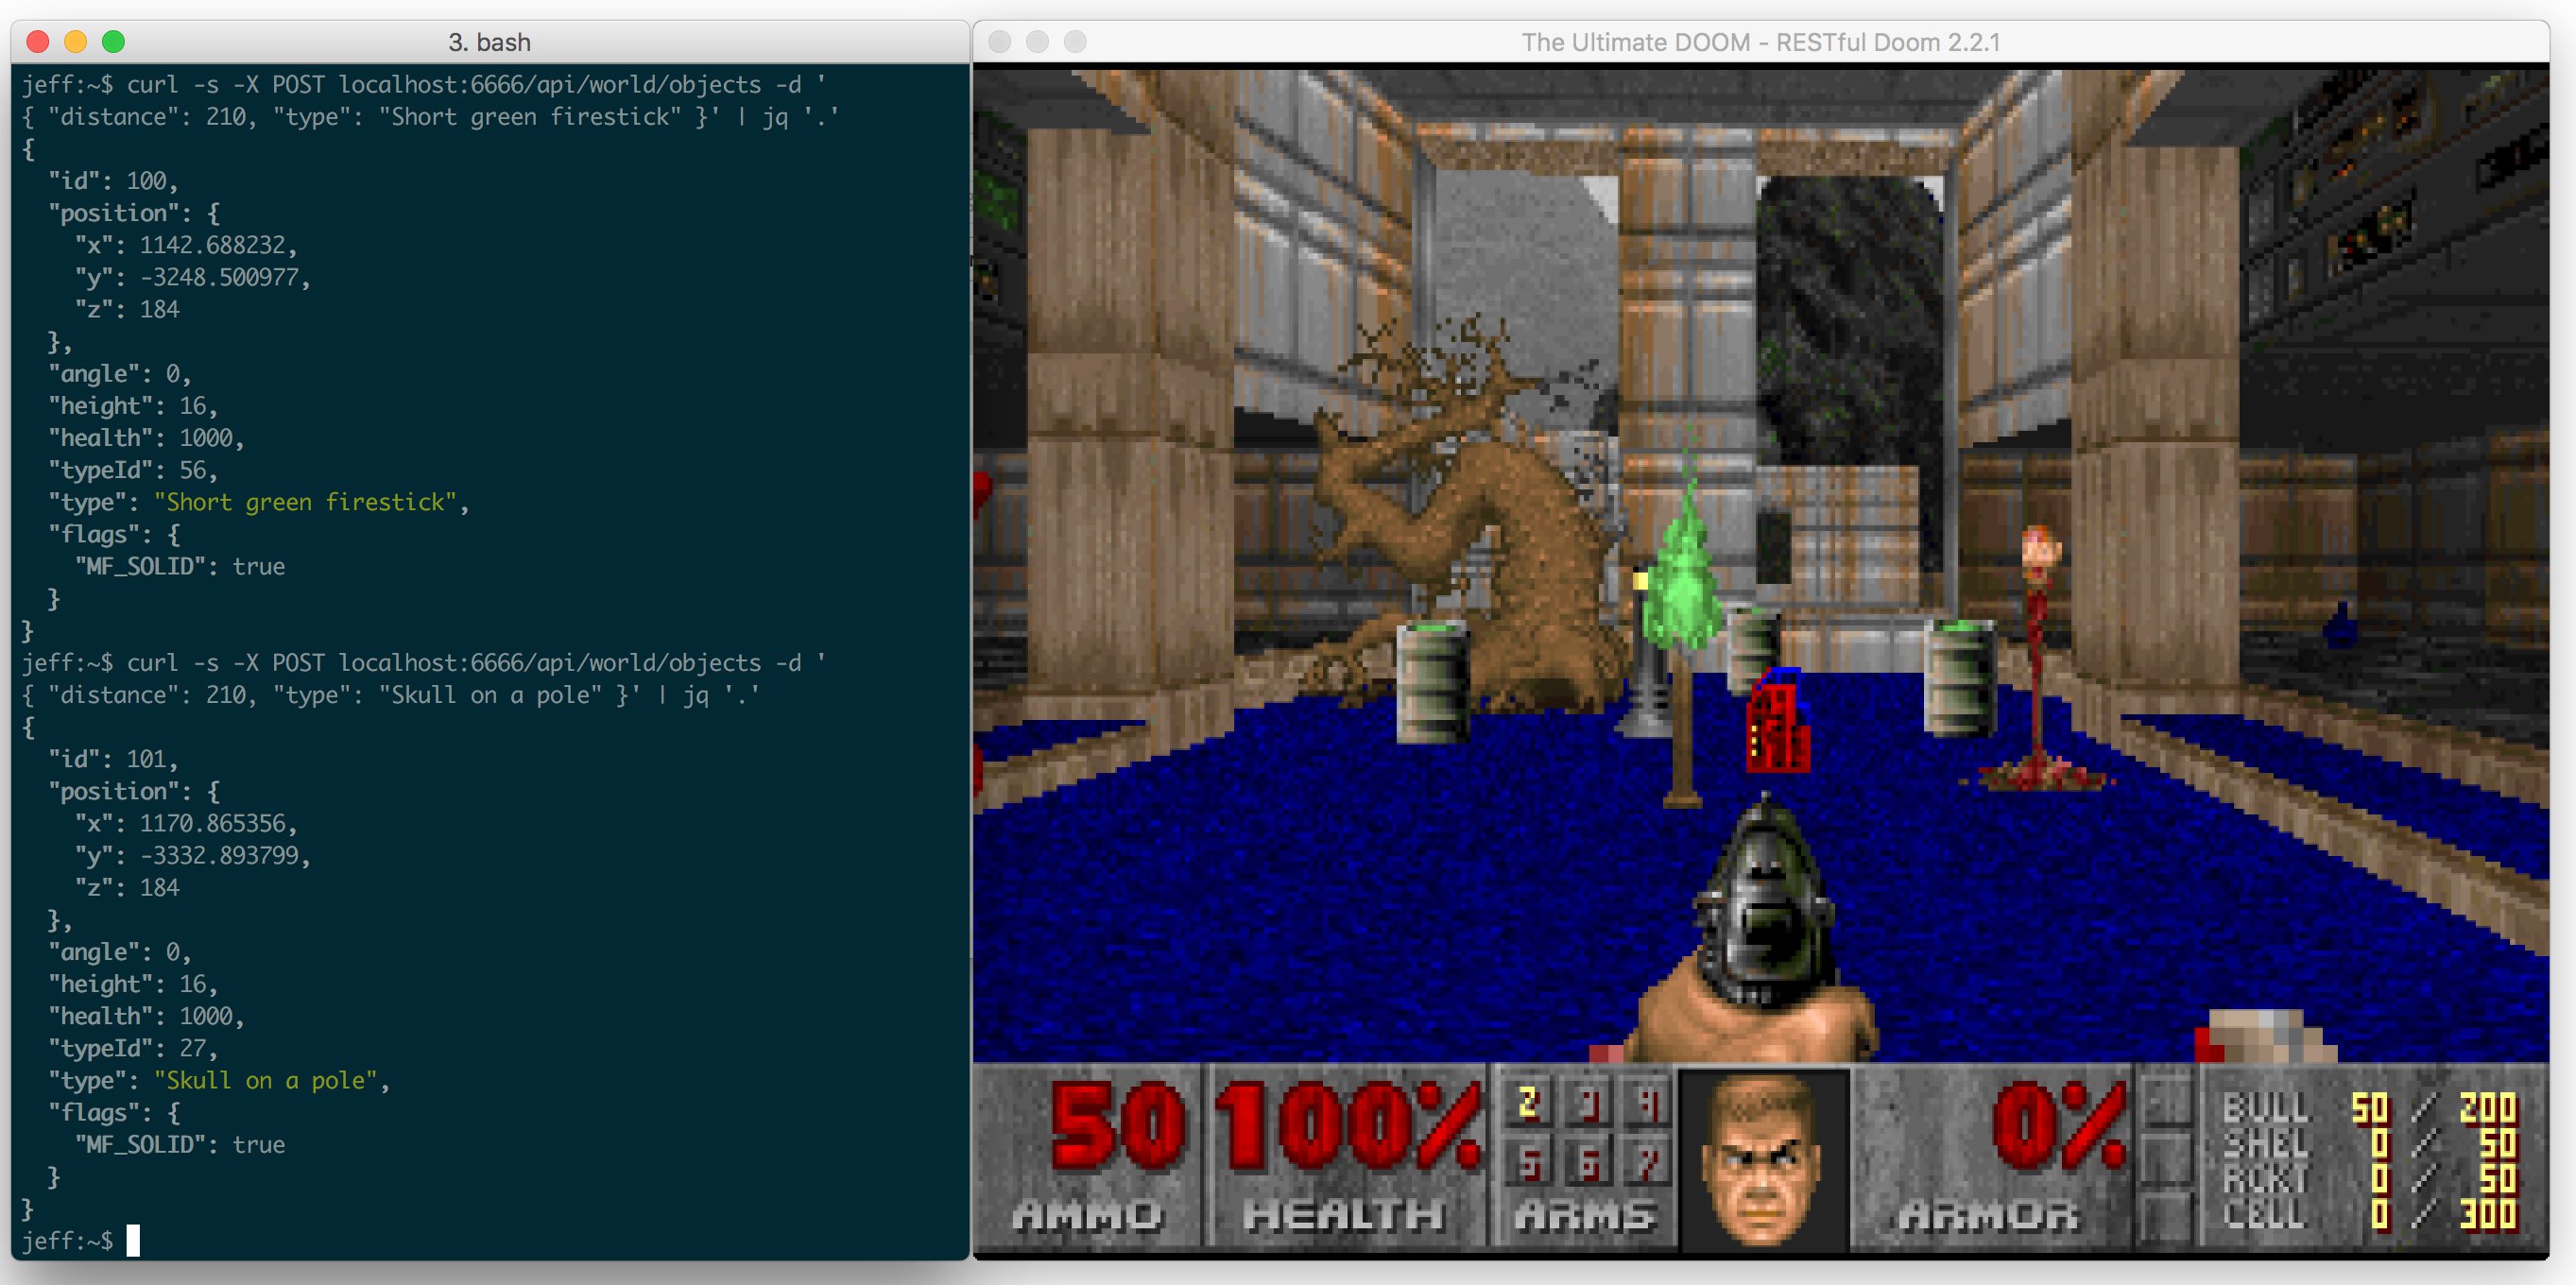 3. bash
jeff:~$ curl -s -X POST localhost:6666/api/world/objects -d '
{ "distance": 210, "type": "Short green firestick" }' | jq '.'
{
  "id": 100,
  "position": {
    "x": 1142.688232,
    "y": -3248.500977,
    "z": 184
  },
  "angle": 0,
  "height": 16,
  "health": 1000,
  "typeId": 56,
  "type": "Short green firestick",
  "flags": {
    "MF_SOLID": true
  }
}
jeff:~$ curl -s -X POST localhost:6666/api/world/objects -d '
{ "distance": 210, "type": "Skull on a pole" }' | jq '.'
{
  "id": 101,
  "position": {
    "x": 1170.865356,
    "y": -3332.893799,
    "z": 184
  },
  "angle": 0,
  "height": 16,
  "health": 1000,
  "typeId": 27,
  "type": "Skull on a pole",
  "flags": {
    "MF_SOLID": true
  }
}
jeff:~$
The Ultimate DOOM - RESTful Doom 2.2.1
50
AMMO
100%
HEALTH
2 3 4
5 6 7
ARMS
0%
ARMOR
BULL 50 / 200
SHEL 0 / 50
RCKT 0 / 50
CELL 0 / 300